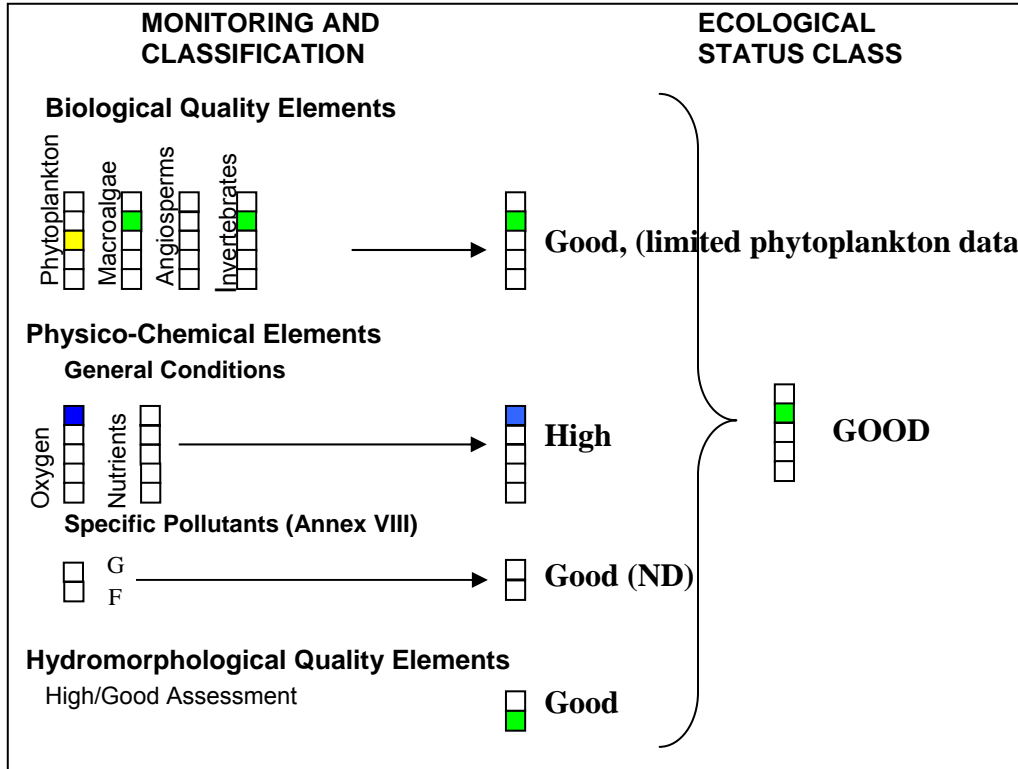 MONITORING AND
CLASSIFICATION
ECOLOGICAL
STATUS CLASS
Biological Quality Elements
Phytoplankton
Macroalgae
Angiosperms
Invertebrates
Good, (limited phytoplankton data
Physico-Chemical Elements
General Conditions
Oxygen
Nutrients
High
GOOD
Specific Pollutants (Annex VIII)
G
F
Good (ND)
Hydromorphological Quality Elements
High/Good Assessment
Good